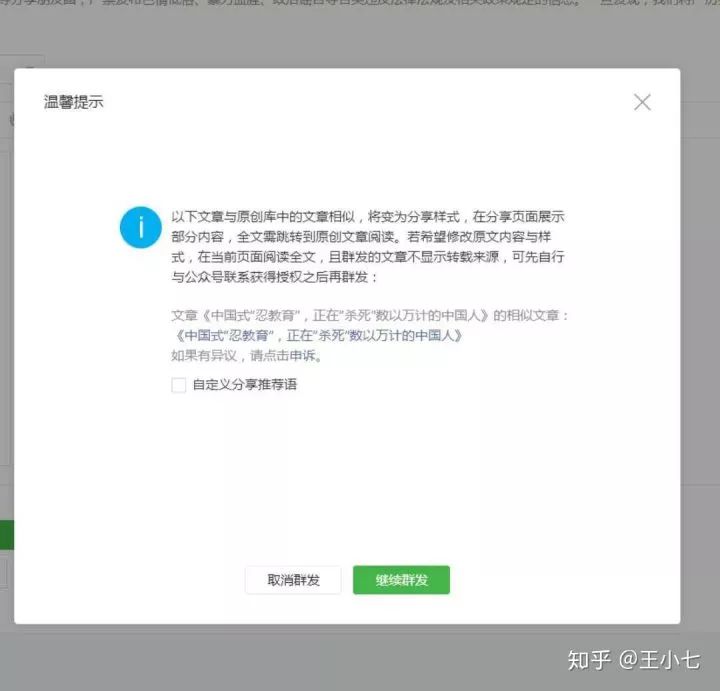 温馨提示
以下文章与原创库中的文章相似，将变为分享样式，在分享页面展示
部分内容，全文需跳转到原创文章阅读。若希望修改原文内容与样
式，在当前页面阅读全文，且群发的文章不显示转载来源，可先自行
与公众号联系获得授权之后再群发：
文章《中国式“忍教育”，正在“杀死”数以万计的中国人》的相似文章：
《中国式“忍教育”，正在“杀死”数以万计的中国人》
如果有异议，请点击申诉。
自定义分享推荐语
取消群发
继续群发
知乎 @王小七